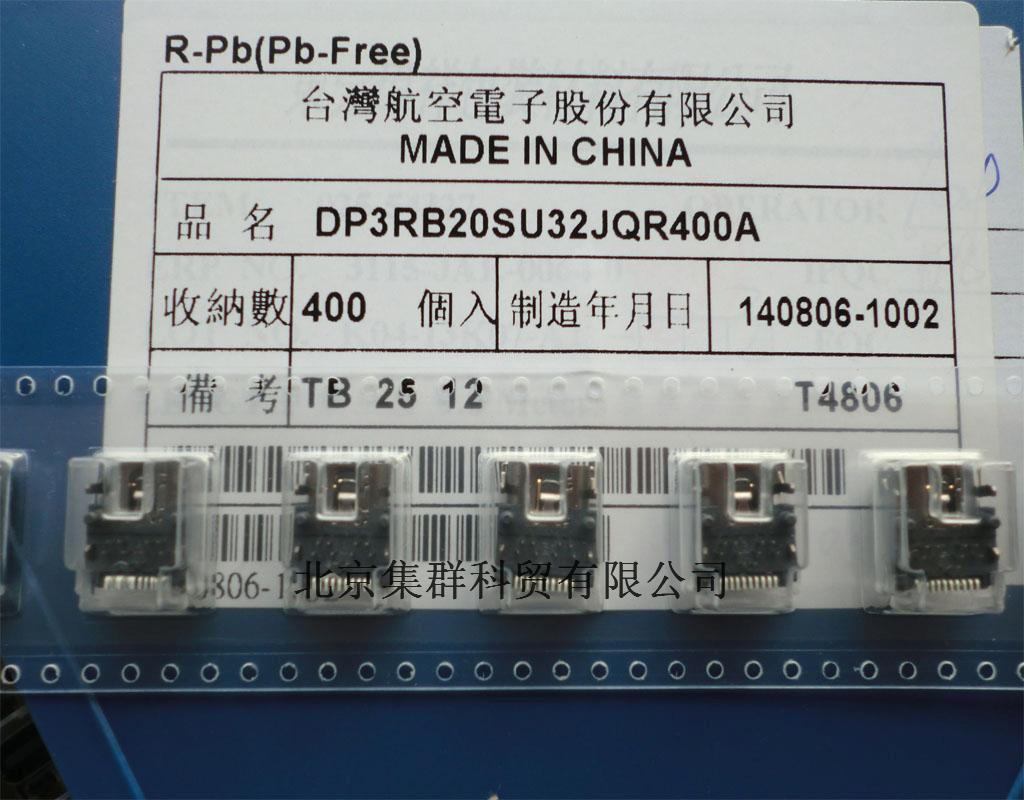 R-Pb(Pb-Free)
台灣航空電子股份有限公司
MADE IN CHINA
品 名 DP3RB20SU32JQR400A
收納數 400 個入 制造年月日 140806-1002
備 考 TB 25 12 T4806
北京集群科贸有限公司